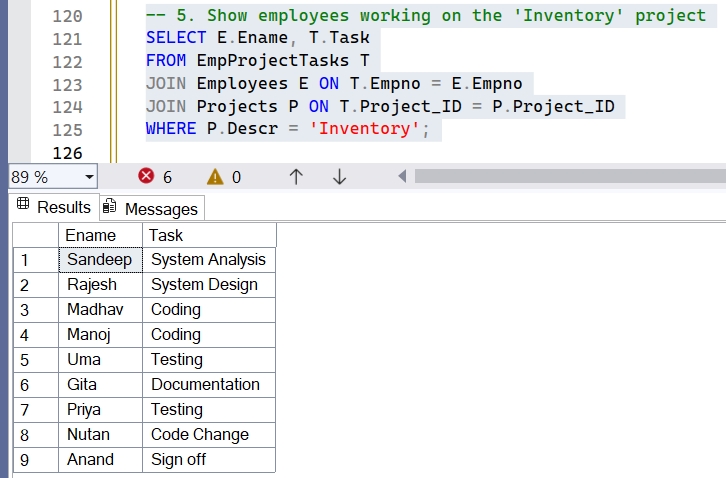 120 -- 5. Show employees working on the 'Inventory' project
121 SELECT E.Ename, T.Task
122 FROM EmpProjectTasks T
123 JOIN Employees E ON T.Empno = E.Empno
124 JOIN Projects P ON T.Project_ID = P.Project_ID
125 WHERE P.Descr = 'Inventory';
126
89 % 6 0
Results Messages
Ename Task
1 Sandeep System Analysis
2 Rajesh System Design
3 Madhav Coding
4 Manoj Coding
5 Uma Testing
6 Gita Documentation
7 Priya Testing
8 Nutan Code Change
9 Anand Sign off